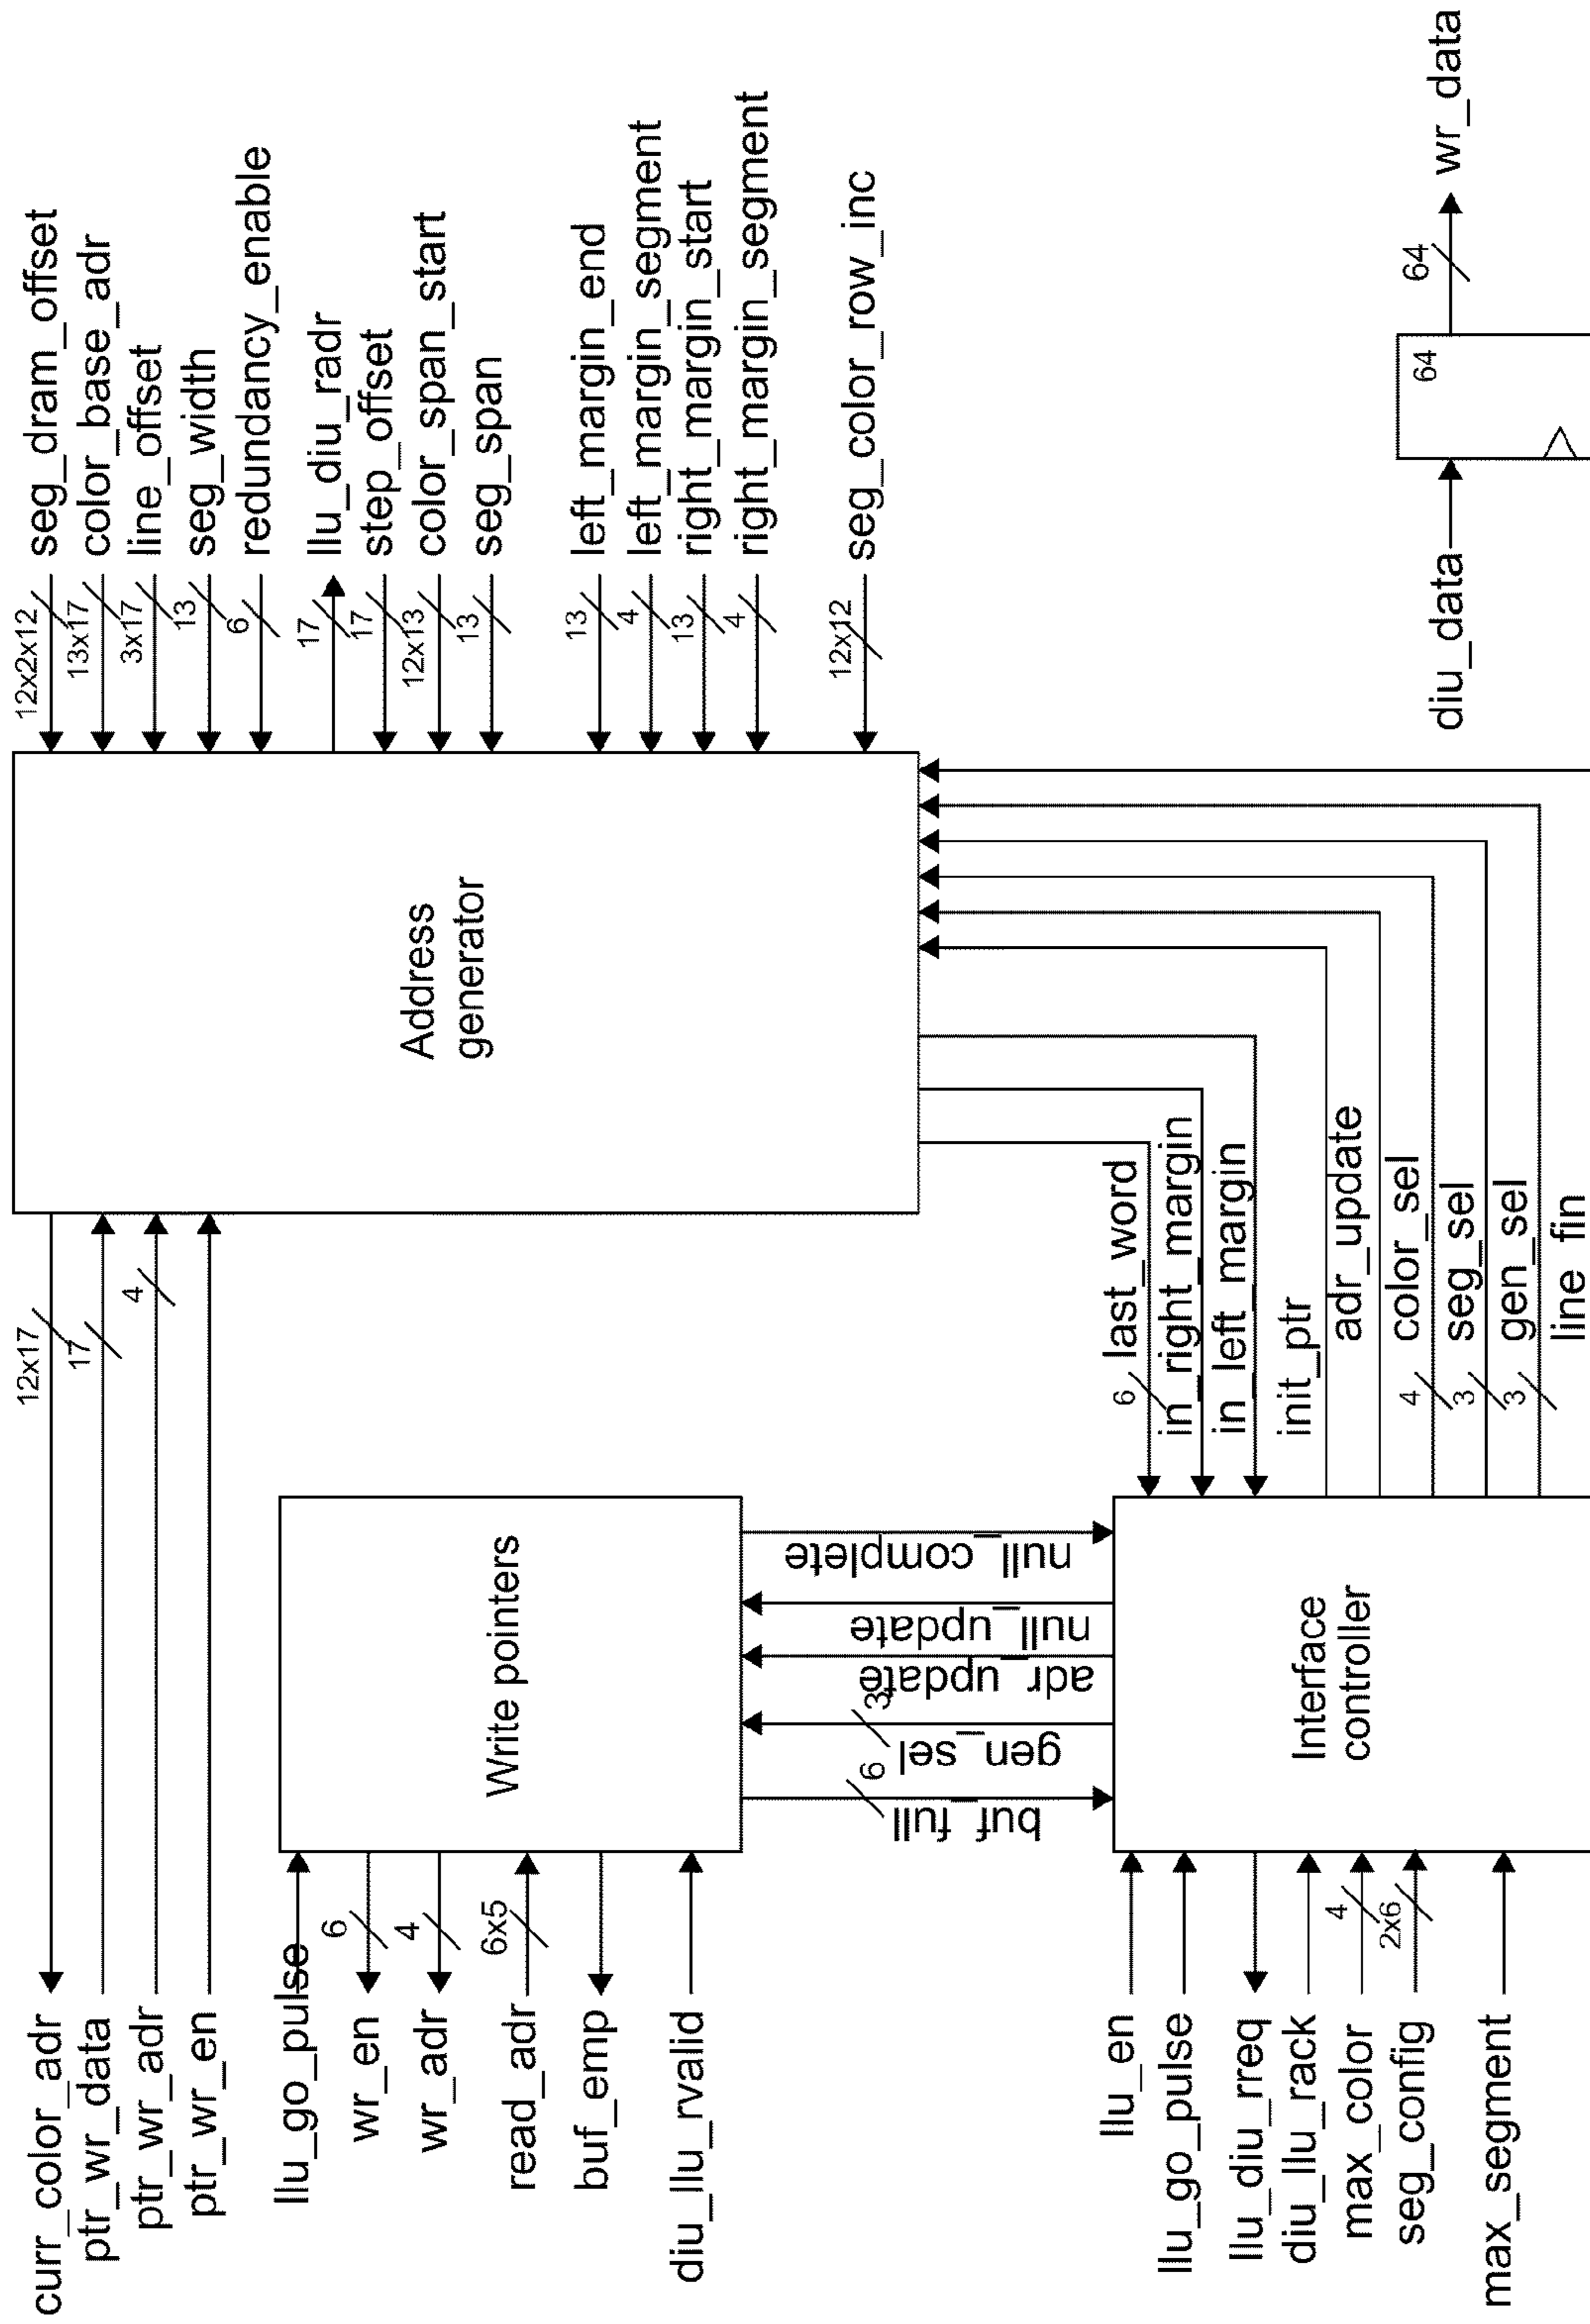 12x2x12
seg_dram_offset
13x17
color_base_adr
3x17
line_offset
13
seg_width
6
redundancy_enable
17
llu_diu_radr
17
step_offset
12x13
color_span_start
13
seg_span
13
left_margin_end
4
left_margin_segment
13
right_margin_start
4
right_margin_segment
12x12
seg_color_row_inc
Address
generator
curr_color_adr
12x17
ptr_wr_data
17
ptr_wr_adr
4
ptr_wr_en
llu_go_pulse
wr_en
6
wr_adr
4
read_adr
6x5
buf_emp
diu_llu_rvalid
Write pointers
null_complete
null_update
adr_update
3
gen_sel
6
buf_full
6
last_word
in_right_margin
in_left_margin
init_ptr
adr_update
4
color_sel
3
seg_sel
3
gen_sel
line_fin
llu_en
llu_go_pulse
llu_diu_rreq
diu_llu_rack
max_color
4
seg_config
2x6
max_segment
Interface
controller
diu_data
64
64
wr_data